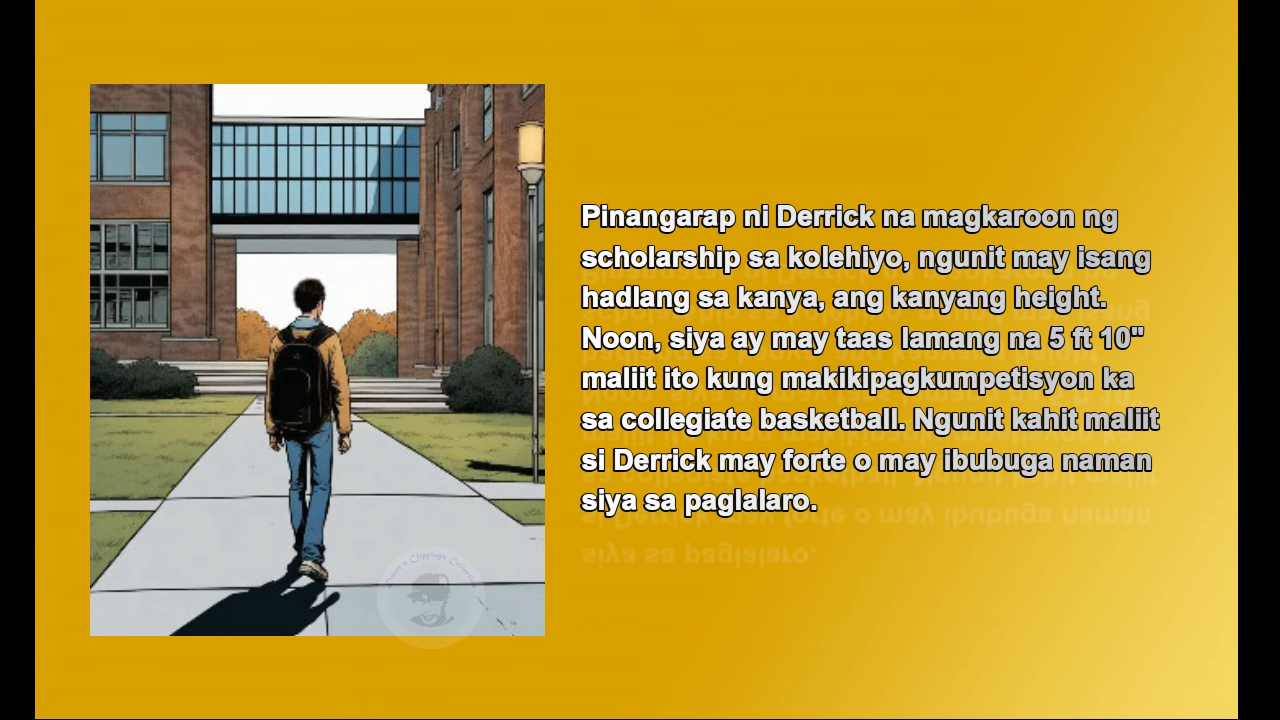 Pinangarap ni Derrick na magkaroon ng
scholarship sa kolehiyo, ngunit may isang
hadlang sa kanya, ang kanyang height.
Noon, siya ay may taas lamang na 5 ft 10"
maliit ito kung makikipagkumpetisyon ka
sa collegiate basketball. Ngunit kahit maliit
si Derrick may forte o may ibubuga naman
siya sa paglalaro.